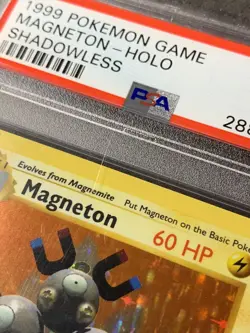 1999 POKEMON GAME
MAGNETON-HOLO
SHADOWLESS
PSA
Evolves from Magnemite
Put Magneton on the Basic
Magneton
60 HP